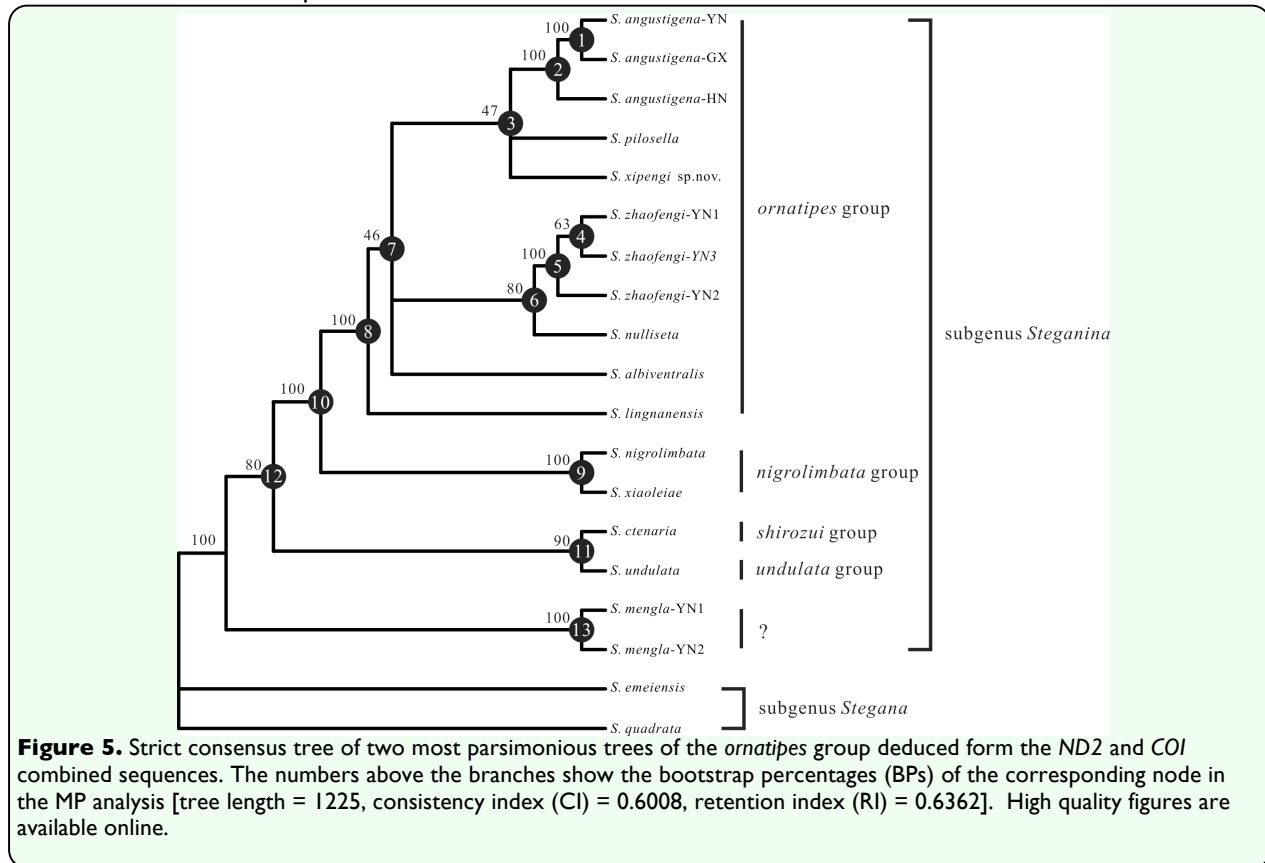 S. angustigena-YN
100
1
S. angustigena-GX
100
2
S. angustigena-HN
47
3
S. pilosella
S. xipengi sp.nov.
ornatipes group
S. zhaofengi-YN1
63
4
S. zhaofengi-YN3
46
7
100
5
S. zhaofengi-YN2
80
6
100
8
S. nulliseta
subgenus Steganina
S. albiventralis
100
10
S. lingnanensis
S. nigrolimbata
100
9
nigrolimbata group
80
12
S. xiaoleiae
S. ctenaria
shirozui group
100
90
11
S. undulata
undulata group
S. mengla-YN1
100
13
?
S. mengla-YN2
S. emeiensis
subgenus Stegana
S. quadrata
Figure 5. Strict consensus tree of two most parsimonious trees of the ornatipes group deduced form the ND2 and COI
combined sequences. The numbers above the branches show the bootstrap percentages (BPs) of the corresponding node in
the MP analysis [tree length = 1225, consistency index (CI) = 0.6008, retention index (RI) = 0.6362]. High quality figures are
available online.